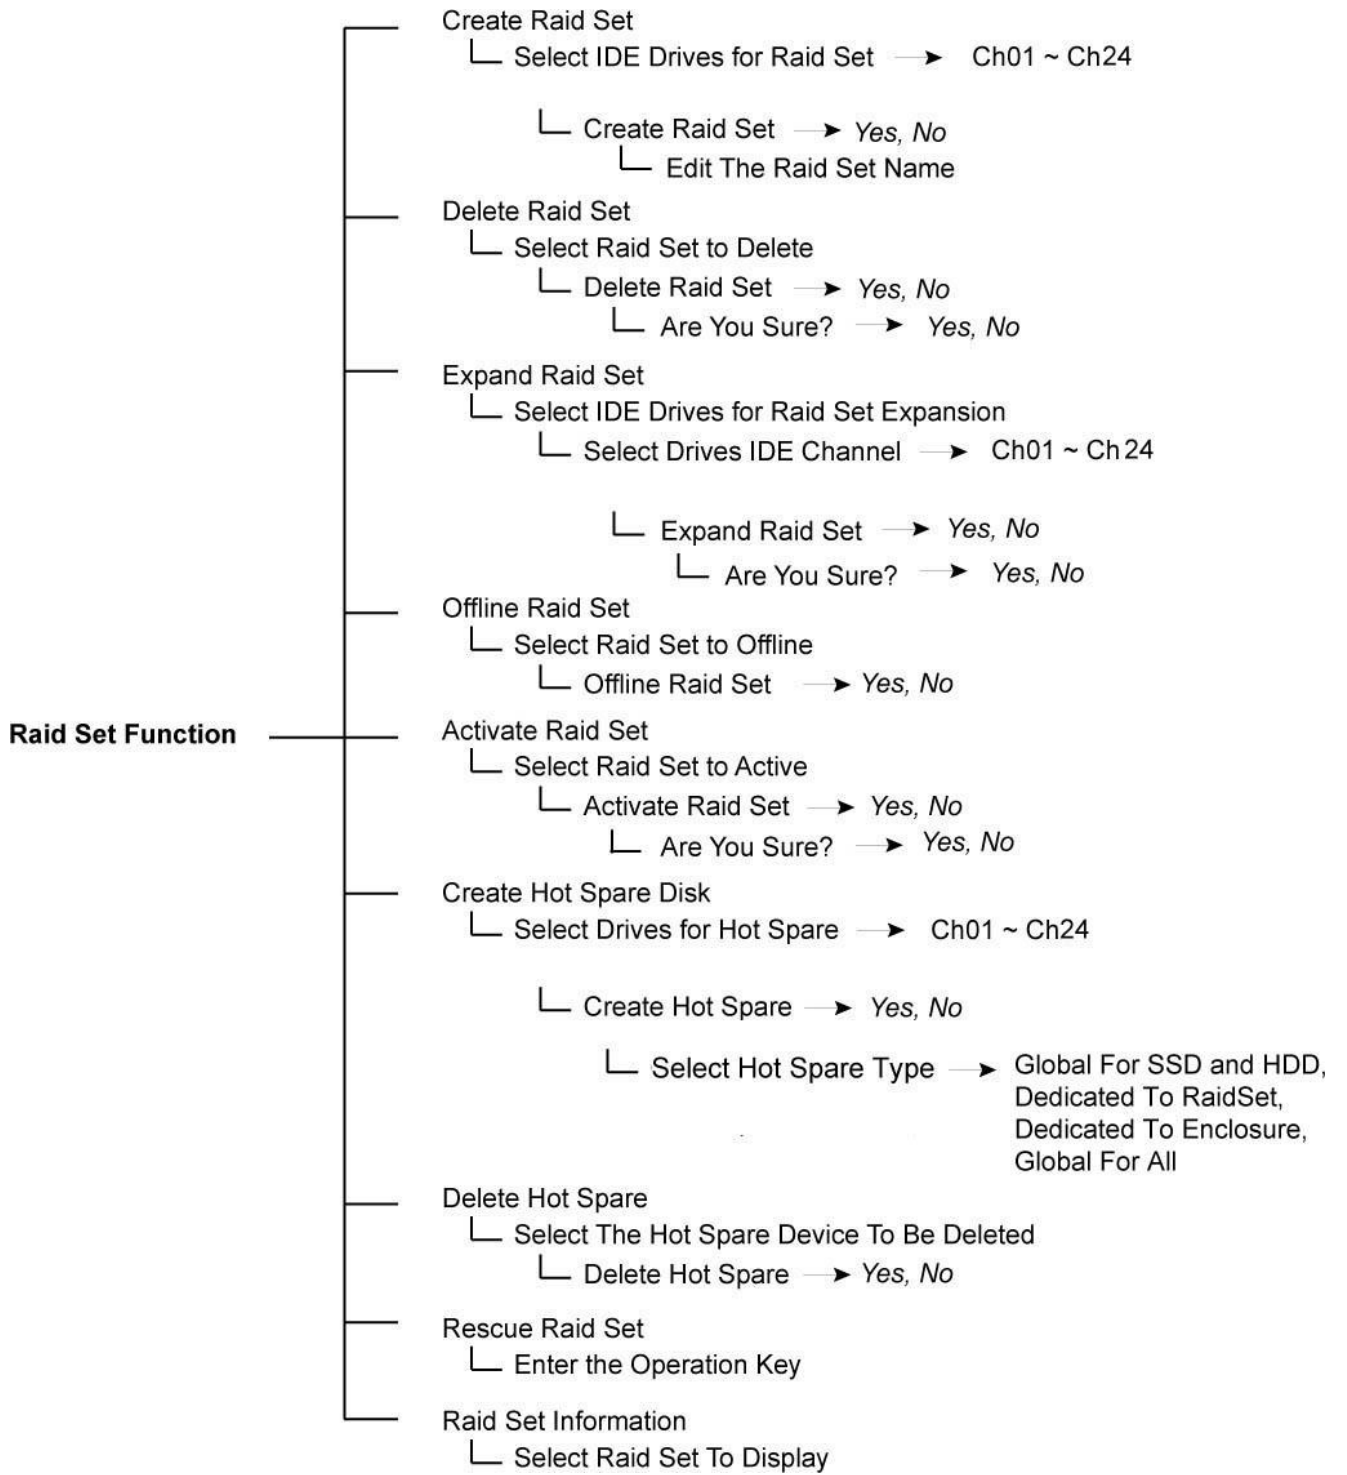 Create Raid Set
Select IDE Drives for Raid Set Ch01 ~ Ch24
Create Raid Set Yes, No
Edit The Raid Set Name
Delete Raid Set
Select Raid Set to Delete
Delete Raid Set Yes, No
Are You Sure? Yes, No
Expand Raid Set
Select IDE Drives for Raid Set Expansion
Select Drives IDE Channel Ch01 ~ Ch24
Expand Raid Set Yes, No
Are You Sure? Yes, No
Offline Raid Set
Select Raid Set to Offline
Offline Raid Set Yes, No
Raid Set Function Activate Raid Set
Select Raid Set to Active
Activate Raid Set Yes, No
Are You Sure? Yes, No
Create Hot Spare Disk
Select Drives for Hot Spare Ch01 ~ Ch24
Create Hot Spare Yes, No
Select Hot Spare Type Global For SSD and HDD,
Dedicated To RaidSet,
Dedicated To Enclosure,
Global For All
Delete Hot Spare
Select The Hot Spare Device To Be Deleted
Delete Hot Spare Yes, No
Rescue Raid Set
Enter the Operation Key
Raid Set Information
Select Raid Set To Display